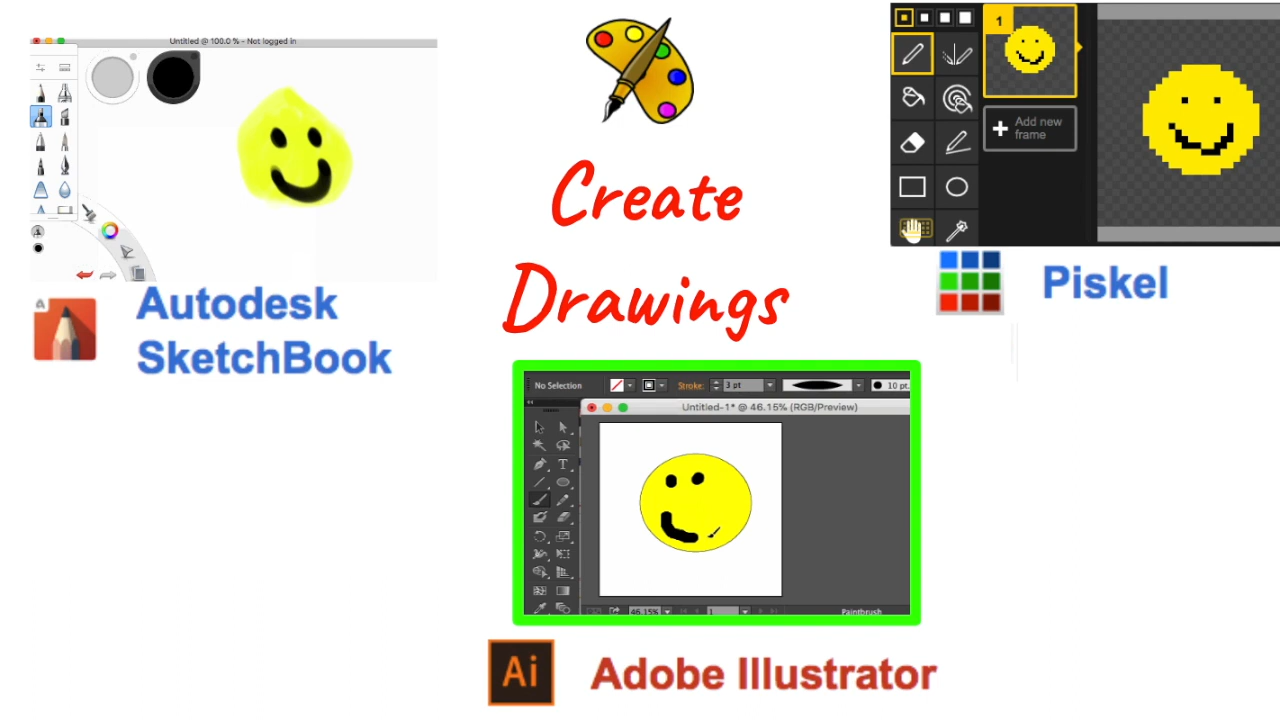 Untitled @ 100.0 % - Not logged in
A
Autodesk
SketchBook
Create
Drawings
1
Add new
frame
Piskel
No Selection
Stroke:
3 pt
10 pt.
Untitled-1* @ 46.15% (RGB/Preview)
T
46.15%
1
Paintbrush
Ai
Adobe Illustrator